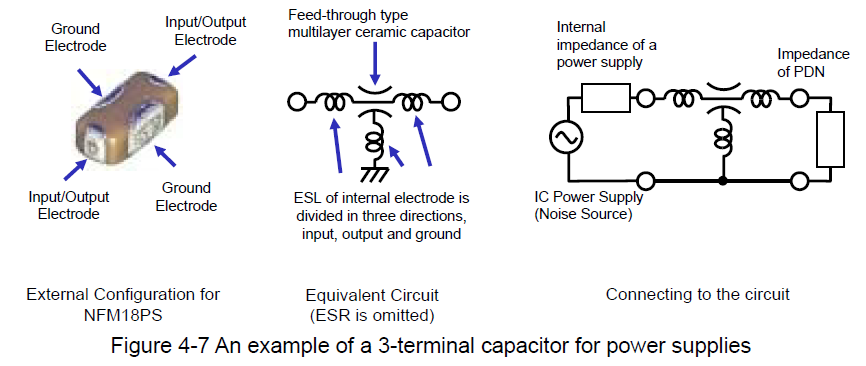 Ground
Electrode
Input/Output
Electrode
Input/Output
Electrode
Ground
Electrode
External Configuration for
NFM18PS
Feed-through type
multilayer ceramic capacitor
ESL of internal electrode is
divided in three directions,
input, output and ground
Equivalent Circuit
(ESR is omitted)
Internal
impedance of a
power supply
Impedance
of PDN
IC Power Supply
(Noise Source)
Connecting to the circuit
Figure 4-7 An example of a 3-terminal capacitor for power supplies